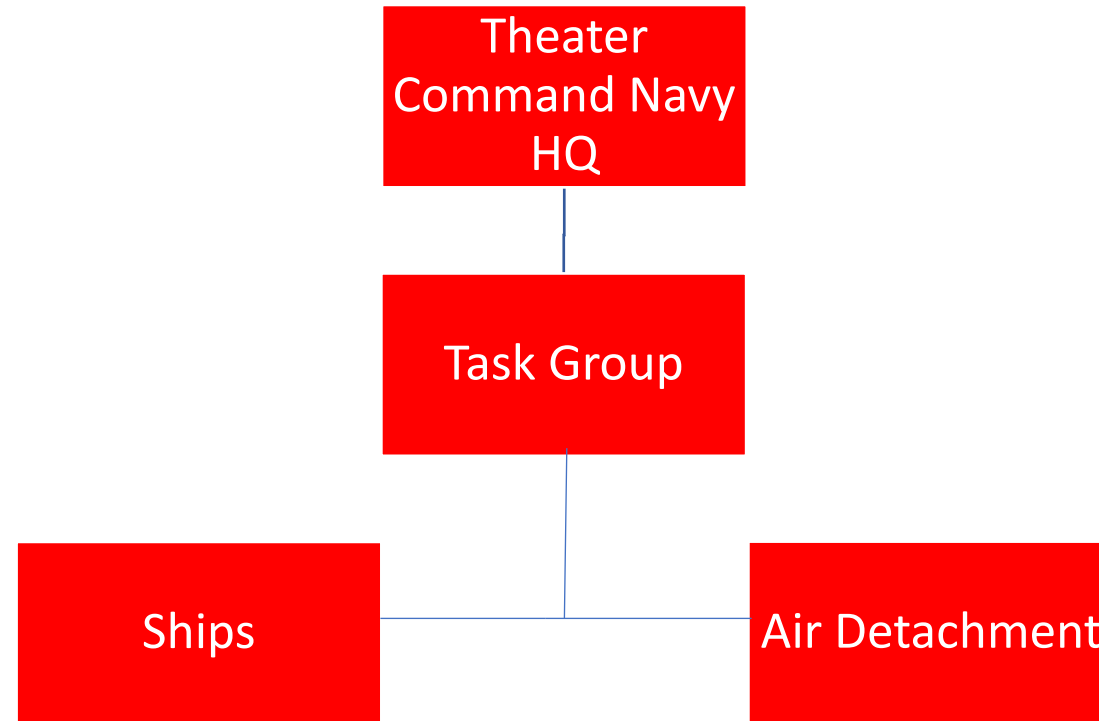 Theater
Command Navy
HQ
Task Group
Ships
Air Detachment